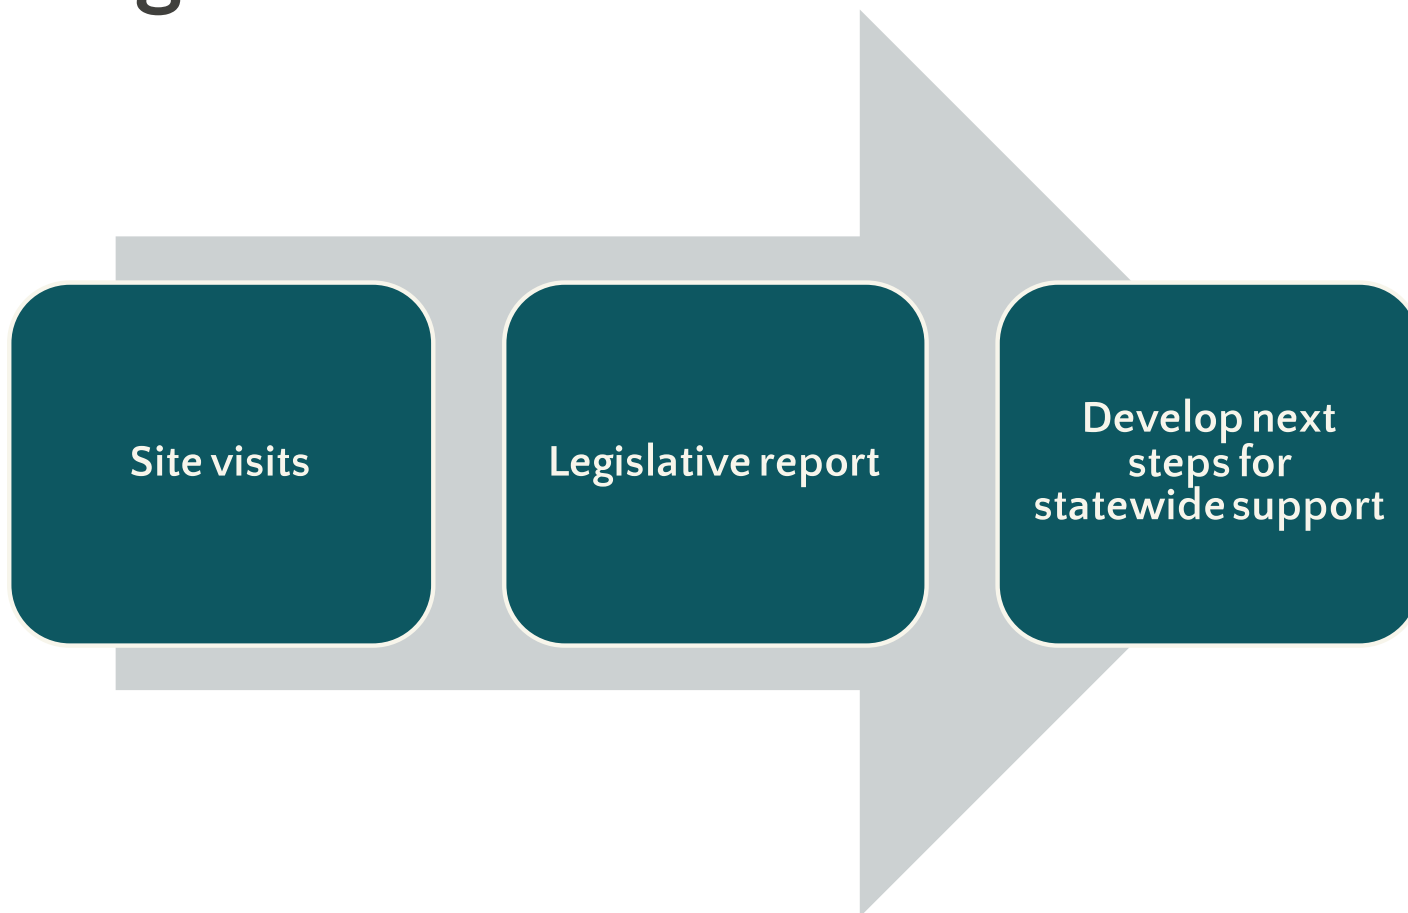 Site visits
Legislative report
Develop next
steps for
statewide support